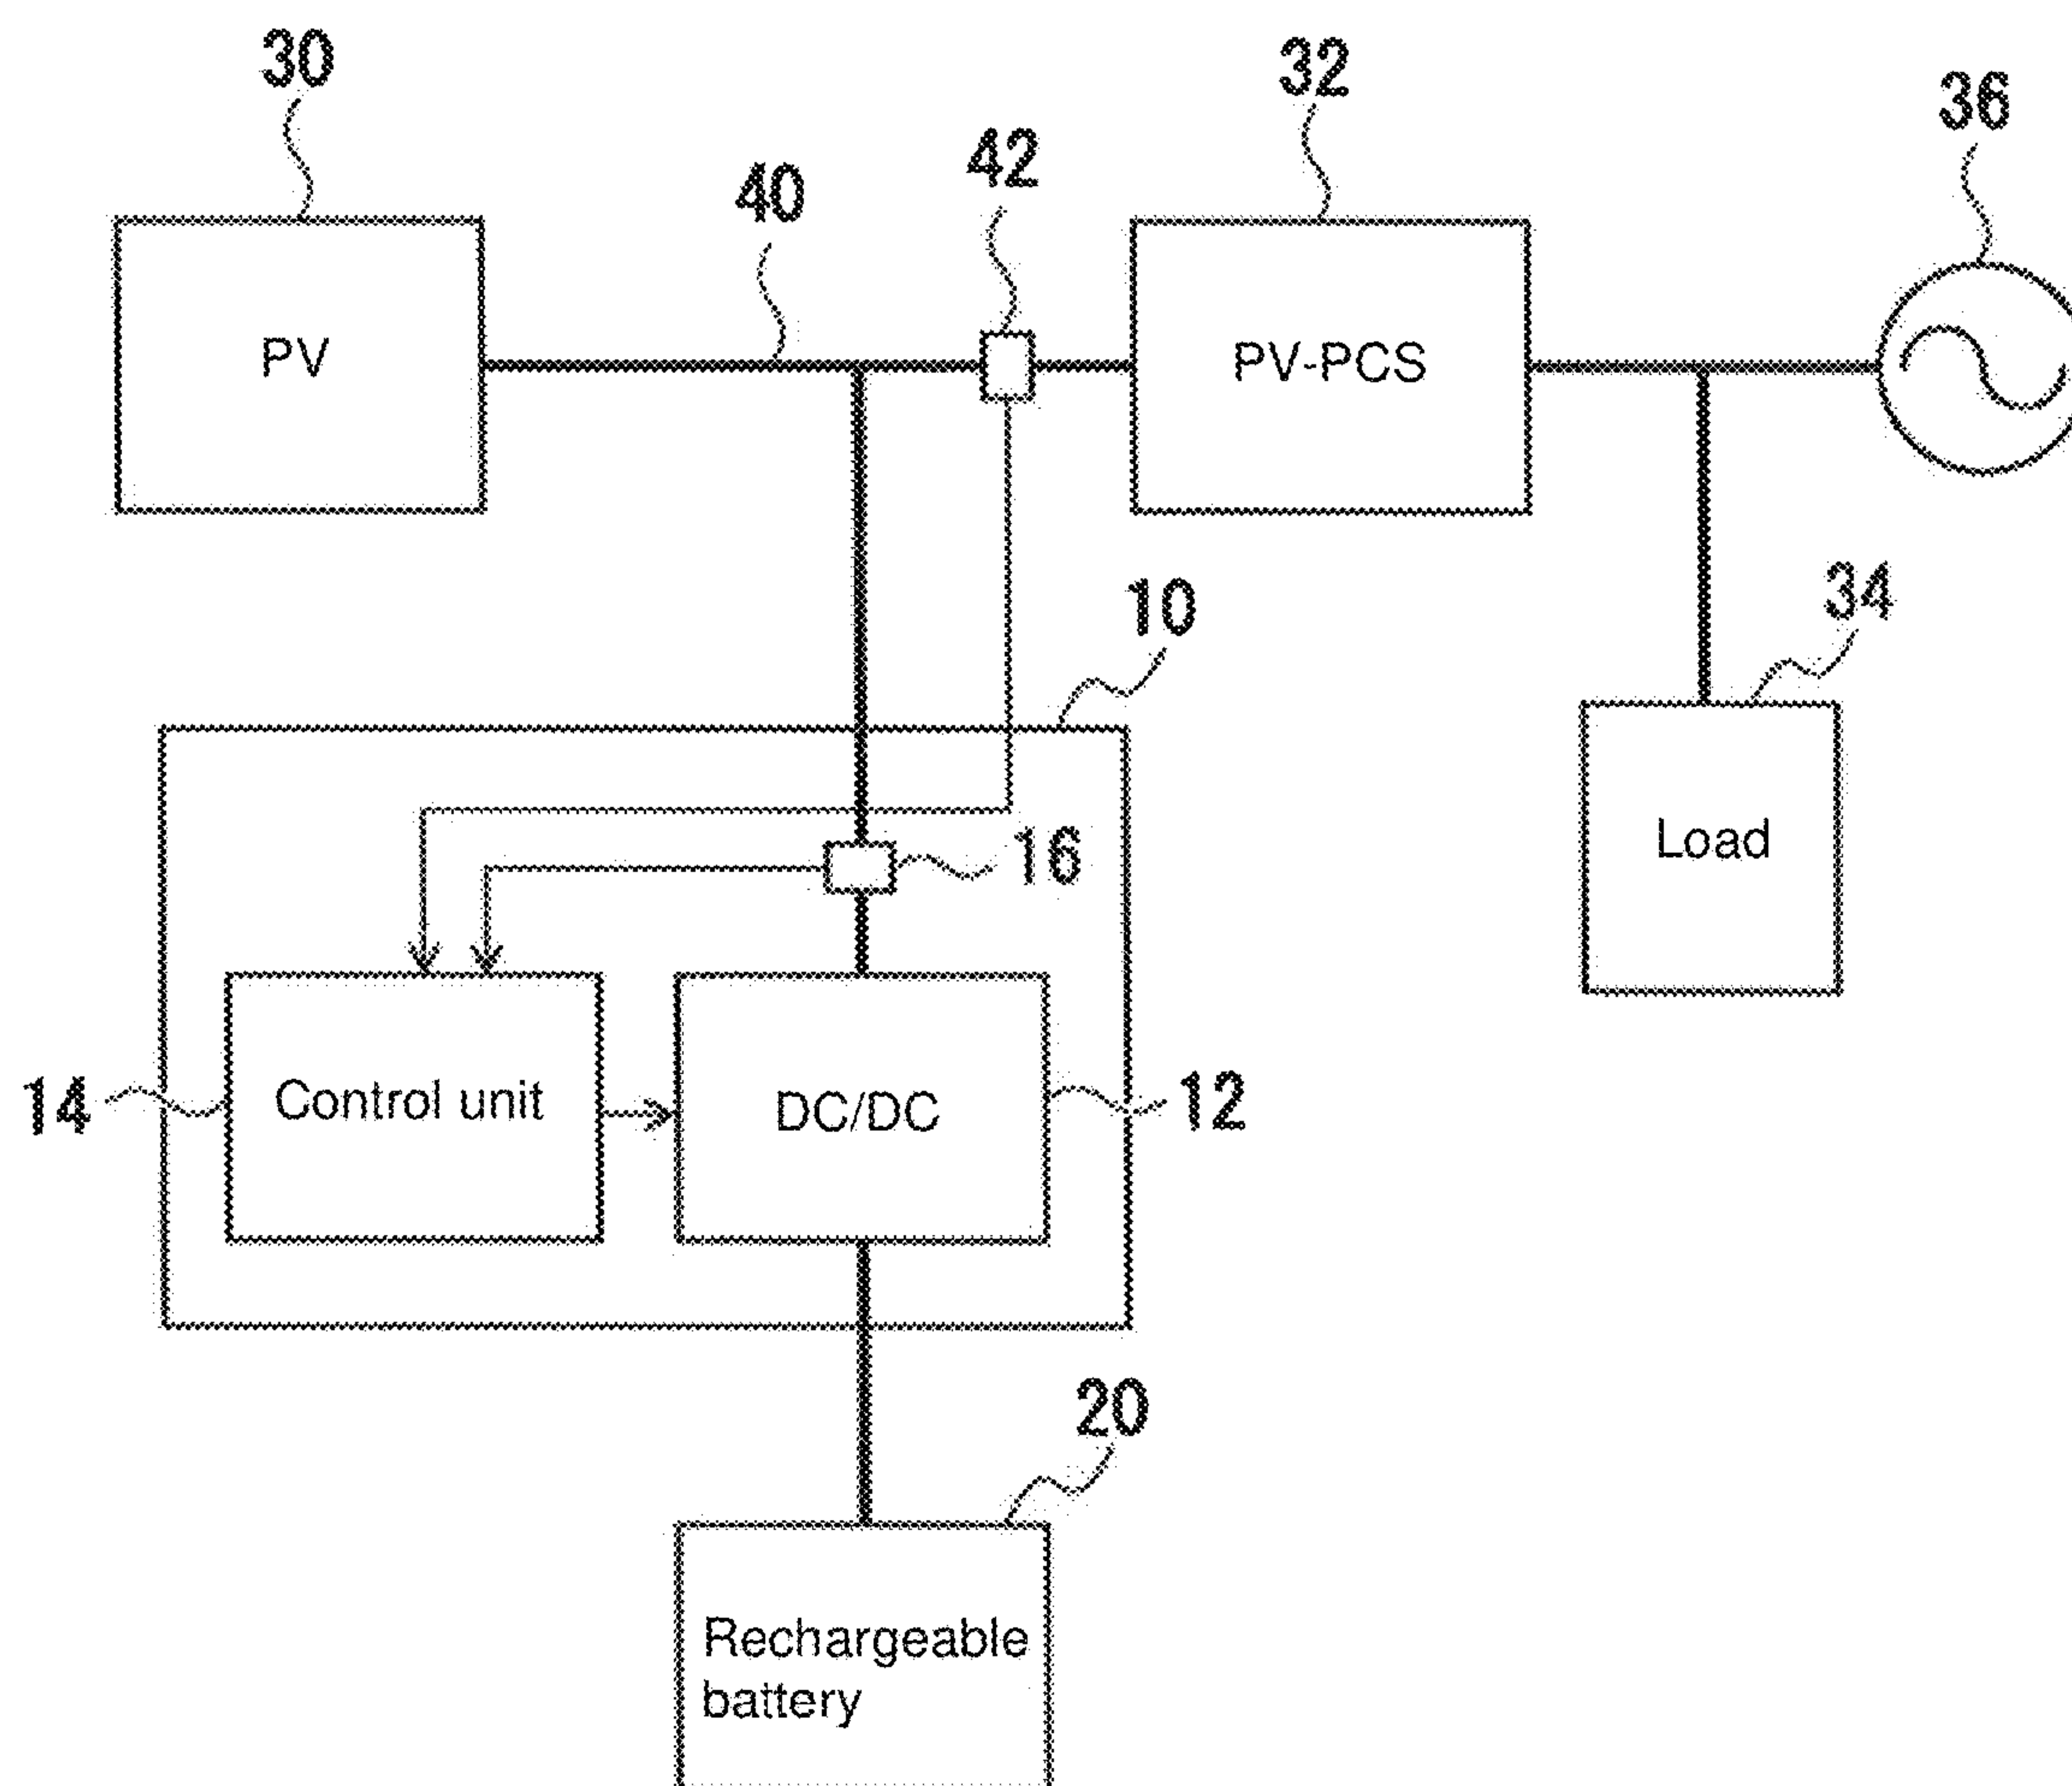 30
32
36
42
40
PV
PV-PCS
10
34
16
Load
14
Control unit
DC/DC
12
20
Rechargeable
battery